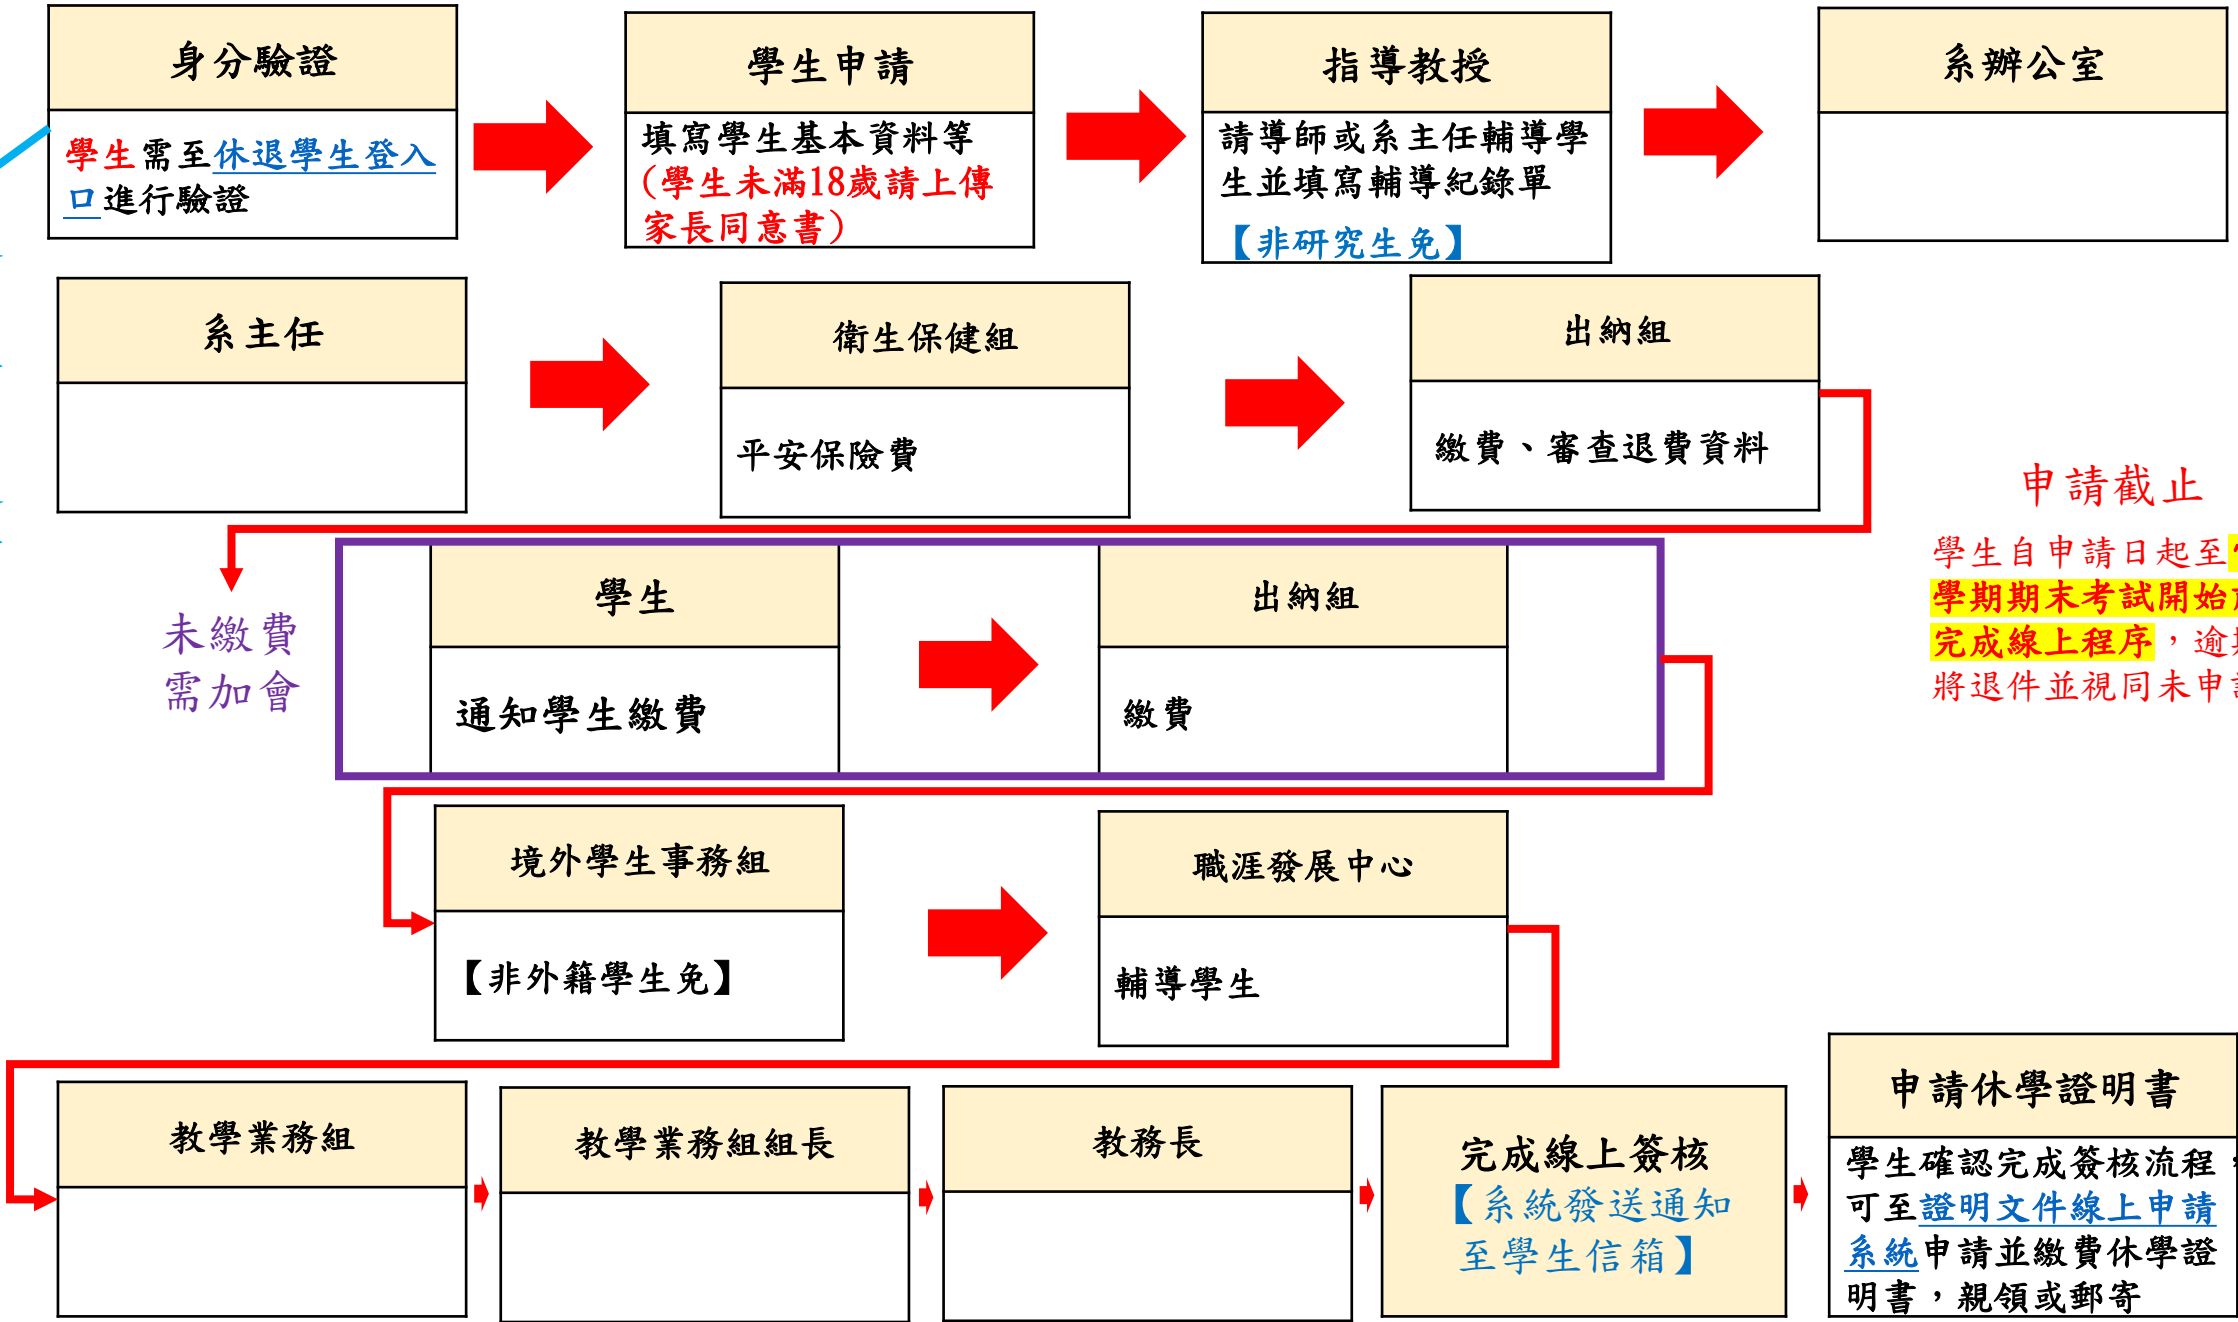 身分驗證
學生需至休退學生登入
口進行驗證
學生申請
填寫學生基本資料等
(學生未滿18歲請上傳
家長同意書)
指導教授
請導師或系主任輔導學
生並填寫輔導紀錄單
【非研究生免】
系辦公室
系主任
衛生保健組
平安保險費
出納組
繳費、審查退費資料
申請截止
學生自申請日起至
學期期末考試開始
完成線上程序，逾
將退件並視同未申
未繳費
需加會
學生
通知學生繳費
出納組
繳費
境外學生事務組
【非外籍學生免】
職涯發展中心
輔導學生
教學業務組
教學業務組組長
教務長
完成線上簽核
【系統發送通知
至學生信箱】
申請休學證明書
學生確認完成簽核流程，
可至證明文件線上申請
系統申請並繳費休學證
明書，親領或郵寄